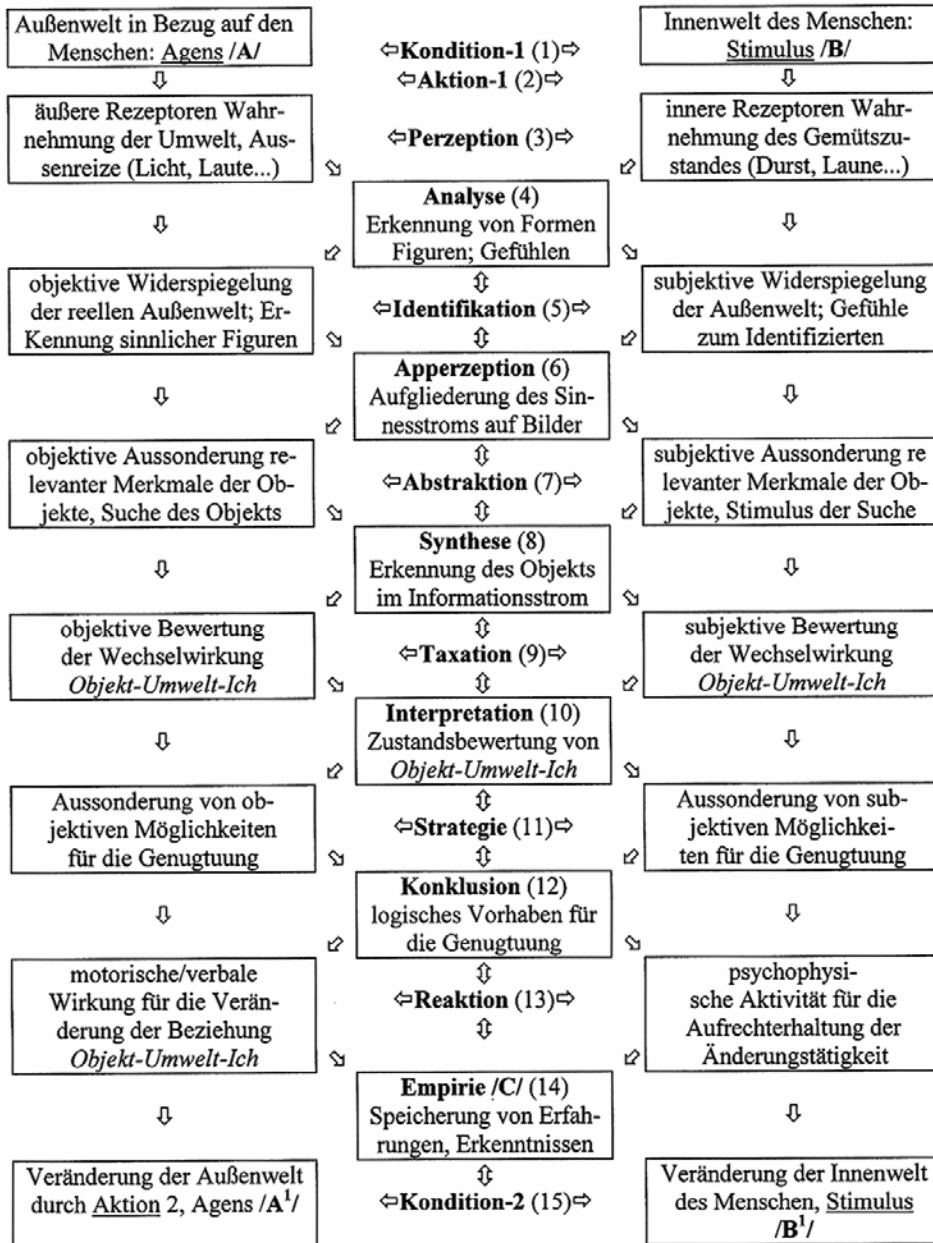 Außenwelt in Bezug auf den
Menschen: Agens /A/
Kondition-1 (1)
Aktion-1 (2)
Innenwelt des Menschen:
Stimulus /B/
äußere Rezeptoren Wahr-
nehmung der Umwelt, Aus-
senreize (Licht, Laute...)
Perzeption (3)
innere Rezeptoren Wahr-
nehmung des Gemütszu-
standes (Durst, Laune...)
Analyse (4)
Erkennung von Formen
Figuren; Gefühlen
objektive Widerspiegelung
der reellen Außenwelt; Er-
Kennung sinnlicher Figuren
Identifikation (5)
subjektive Widerspiegelung
der Außenwelt; Gefühle
zum Identifizierten
Apperzeption (6)
Aufgliederung des Sin-
nesstroms auf Bilder
objektive Aussonderung re-
levanter Merkmale der Ob-
jekte, Suche des Objekts
Abstraktion (7)
subjektive Aussonderung re
levanter Merkmale der Ob-
jekte, Stimulus der Suche
Synthese (8)
Erkennung des Objekts
im Informationsstrom
objektive Bewertung
der Wechselwirkung
Objekt-Umwelt-Ich
Taxation (9)
subjektive Bewertung
der Wechselwirkung
Objekt-Umwelt-Ich
Interpretation (10)
Zustandsbewertung von
Objekt-Umwelt-Ich
Aussonderung von ob-
jektiven Möglichkeiten
für die Genugtuung
Strategie (11)
Aussonderung von sub-
jektiven Möglichkei-
ten für die Genugtuung
Konklusion (12)
logisches Vorhaben für
die Genugtuung
motorische/verbale
Wirkung für die Verän-
derung der Beziehung
Objekt-Umwelt-Ich
Reaktion (13)
psychophysi-
sche Aktivität für die
Aufrechterhaltung der
Änderungstätigkeit
Empirie /C/ (14)
Speicherung von Erfah-
rungen, Erkenntnissen
Veränderung der Außenwelt
durch Aktion 2, Agens /A¹/
Kondition-2 (15)
Veränderung der Innenwelt
des Menschen, Stimulus
/B¹/